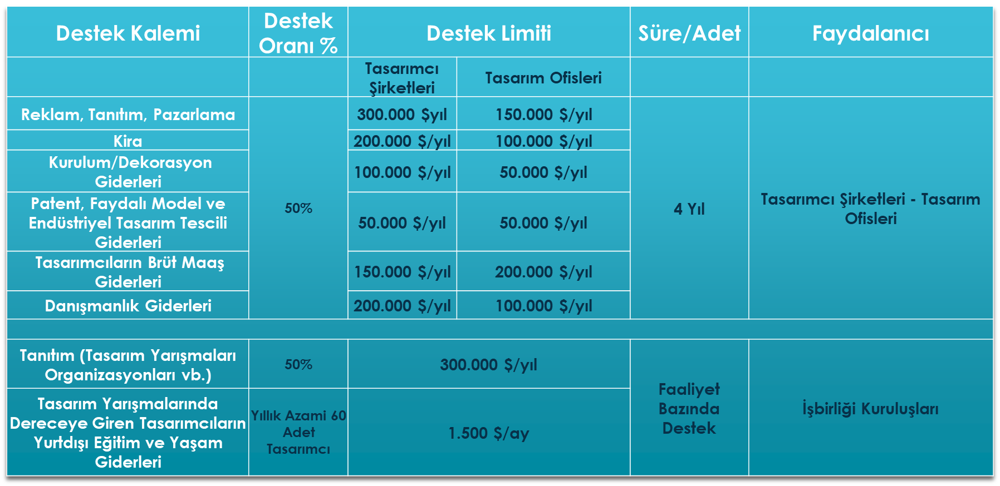 Destek Kalemi
Destek
Oranı %
Destek Limiti
Süre/Adet
Faydalanıcı
Tasarımcı
Şirketleri
Tasarım Ofisleri
Reklam, Tanıtım, Pazarlama
300.000 $yıl
150.000 $/yıl
Kira
200.000 $/yıl
100.000 $/yıl
Kurulum/Dekorasyon
Giderleri
100.000 $/yıl
50.000 $/yıl
Patent, Faydalı Model ve
Endüstriyel Tasarım Tescili
Giderleri
50.000 $/yıl
50.000 $/yıl
Tasarımcıların Brüt Maaş
Giderleri
150.000 $/yıl
200.000 $/yıl
Danışmanlık Giderleri
200.000 $/yıl
100.000 $/yıl
50%
4 Yıl
Tasarımcı Şirketleri - Tasarım
Ofisleri
Tanıtım (Tasarım Yarışmaları
Organizasyonları vb.)
50%
300.000 $/yıl
Tasarım Yarışmalarında
Dereceye Giren Tasarımcıların
Yurtdışı Eğitim ve Yaşam
Giderleri
Yıllık Azami 60
Adet
Tasarımcı
1.500 $/ay
Faaliyet
Bazında
Destek
İşbirliği Kuruluşları